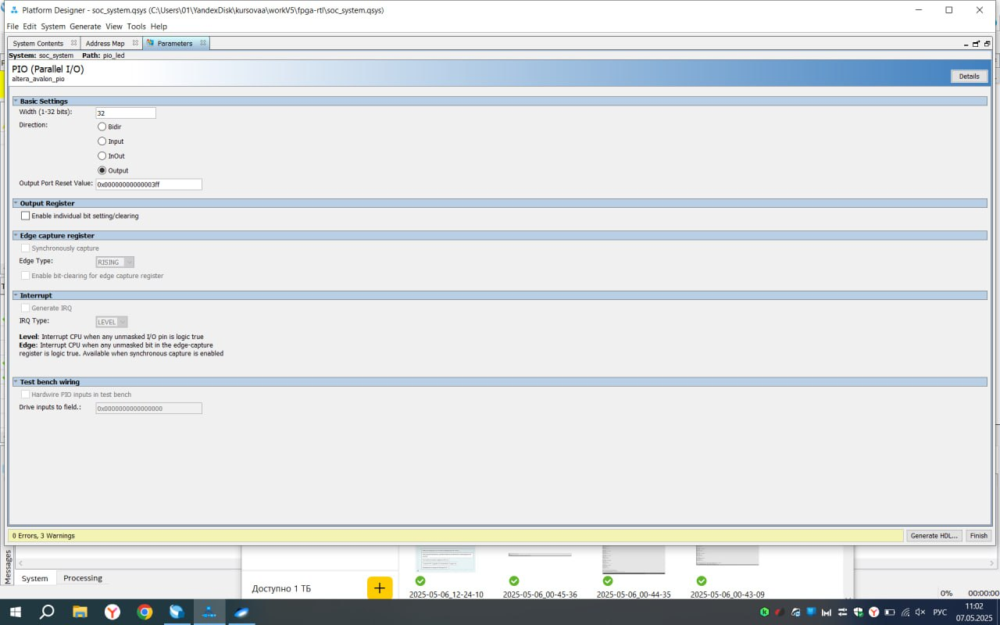 Platform Designer - soc_system.qsys (C:\Users\01\YandexDisk\kursovaa\workV5\fpga-rtl\soc_system.qsys)
File Edit System Generate View Tools Help
System Contents Address Map Parameters
System: soc_system Path: pio_led
PIO (Parallel I/O)
altera_avalon_pio
Details
Basic Settings
Width (1-32 bits): 32
Direction:
Bidir
Input
InOut
Output
Output Port Reset Value: 0x00000000000003ff
Output Register
Enable individual bit setting/clearing
Edge capture register
Synchronously capture
Edge Type: RISING
Enable bit-clearing for edge capture register
Interrupt
Generate IRQ
IRQ Type: LEVEL
Level: Interrupt CPU when any unmasked I/O pin is logic true
Edge: Interrupt CPU when any unmasked bit in the edge-capture
register is logic true. Available when synchronous capture is enabled
Test bench wiring
Hardwire PIO inputs in test bench
Drive inputs to field.: 0x0000000000000000
0 Errors, 3 Warnings
Generate HDL... Finish
Messages
System Processing
Доступно 1 ТБ
2025-05-06_12-24-10 2025-05-06_00-45-36 2025-05-06_00-44-35 2025-05-06_00-43-09
0% 00:00:00
РУС
11:02
07.05.2025